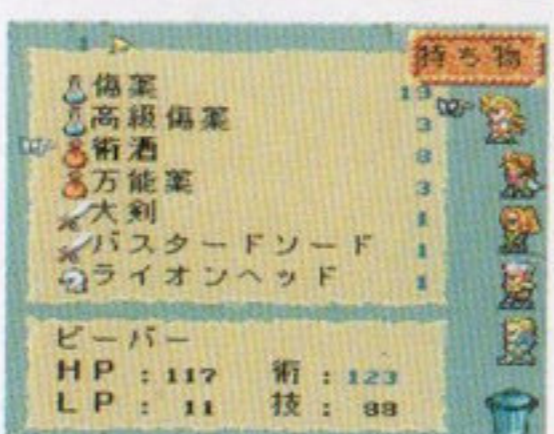 1
持ち物
傷薬 19
高級傷薬 3
術酒 8
万能薬 3
大剣 1
バスタードソード 1
ライオンヘッド 1
ビーバー
HP:117 術:123
LP: 11 技: 88